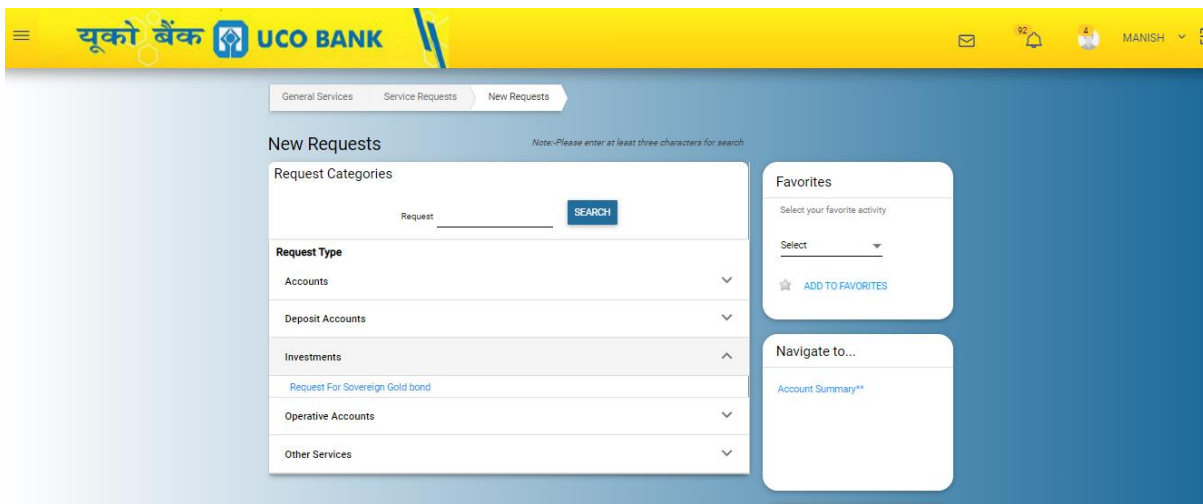 यूको बैंक UCO BANK
92
4
MANISH
General Services Service Requests New Requests
New Requests
Note:-Please enter at least three characters for search
Request Categories
Request
SEARCH
Request Type
Accounts
Deposit Accounts
Investments
Request For Sovereign Gold bond
Operative Accounts
Other Services
Favorites
Select your favorite activity
Select
ADD TO FAVORITES
Navigate to...
Account Summary**